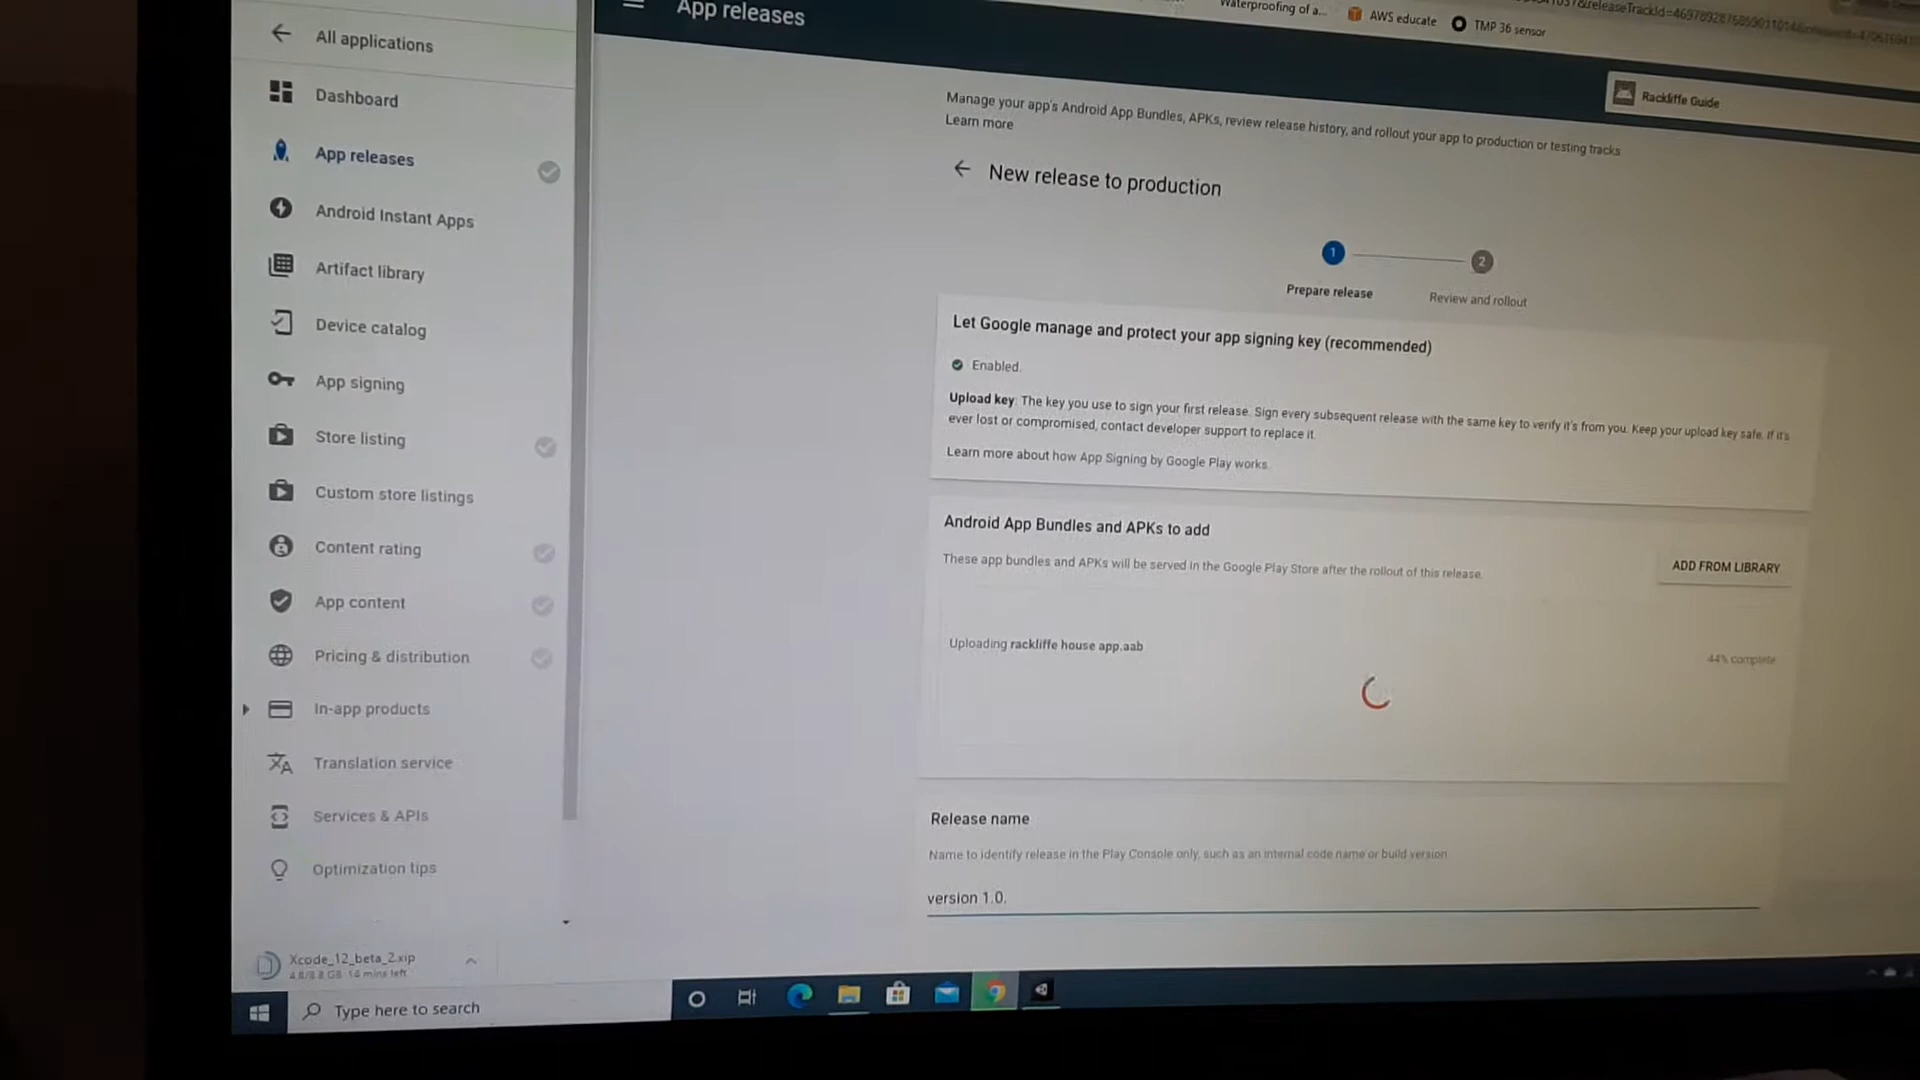 Waterproofing of a...
AWS educate
TMP 36 sensor
App releases
Rackliffe Guide
All applications
Dashboard
App releases
Android Instant Apps
Artifact library
Device catalog
App signing
Store listing
Custom store listings
Content rating
App content
Pricing & distribution
In-app products
Translation service
Services & APIs
Optimization tips
Manage your app's Android App Bundles, APKs, review release history, and rollout your app to production or testing tracks
Learn more
New release to production
1
2
Prepare release
Review and rollout
Let Google manage and protect your app signing key (recommended)
Enabled.
Upload key: The key you use to sign your first release. Sign every subsequent release with the same key to verify it's from you. Keep your upload key safe. If it's
ever lost or compromised, contact developer support to replace it.
Learn more about how App Signing by Google Play works.
Android App Bundles and APKs to add
These app bundles and APKs will be served in the Google Play Store after the rollout of this release.
ADD FROM LIBRARY
Uploading rackliffe house app.aab
44% complete
Release name
Name to identify release in the Play Console only, such as an internal code name or build version.
version 1.0.
Xcode_12_beta_2.xip
mins left
Type here to search